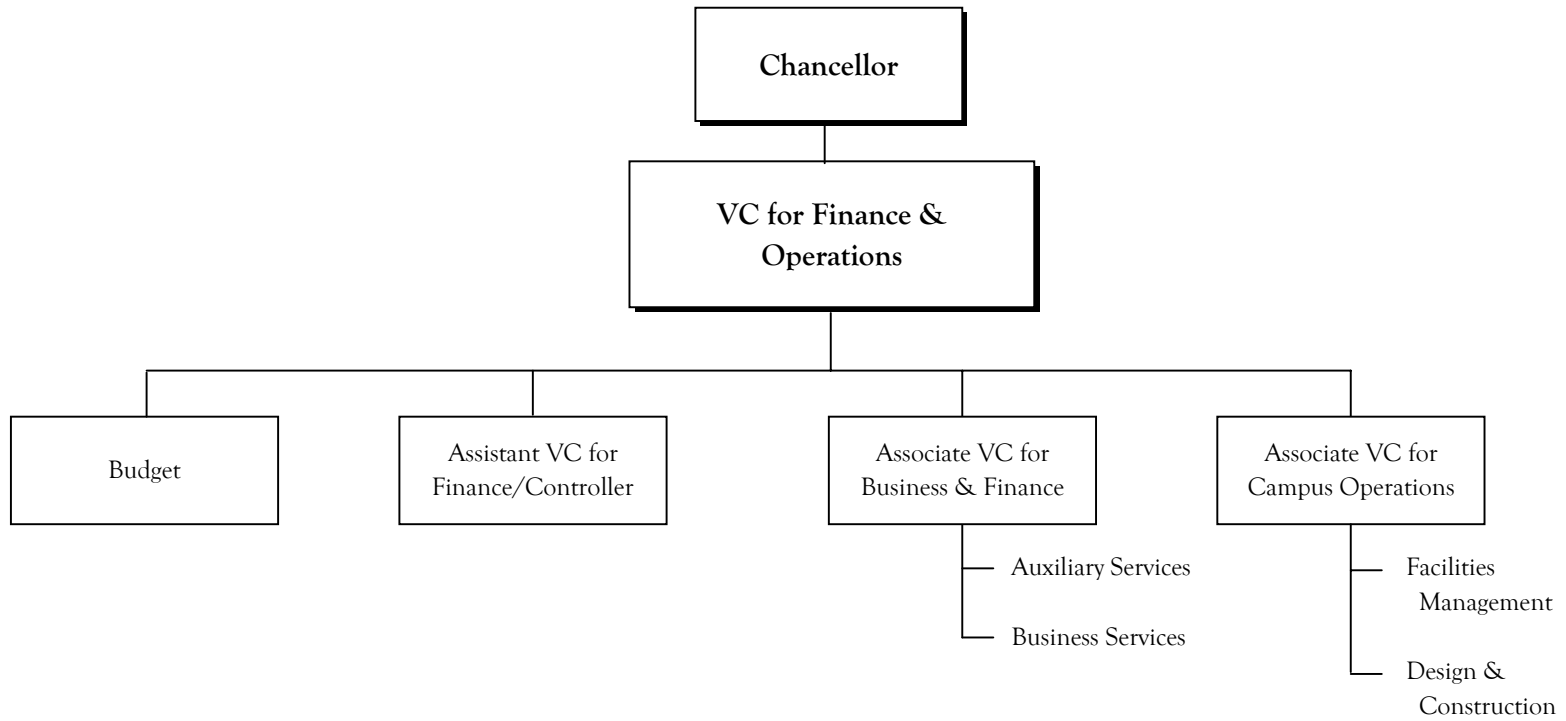 Chancellor
VC for Finance &
Operations
Budget
Assistant VC for
Finance/Controller
Associate VC for
Business & Finance
Associate VC for
Campus Operations
Auxiliary Services
Business Services
Facilities
Management
Design &
Construction